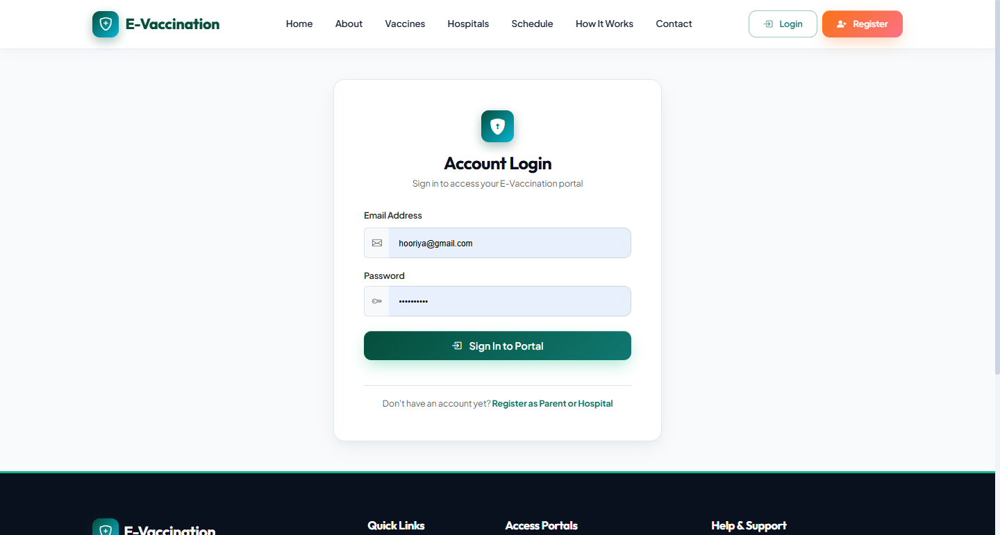 E-Vaccination
Home About Vaccines Hospitals Schedule How It Works Contact
Login Register
Account Login
Sign in to access your E-Vaccination portal
Email Address
hooriya@gmail.com
Password
••••••••••
Sign In to Portal
Don't have an account yet? Register as Parent or Hospital
E-Vaccination
Quick Links
Access Portals
Help & Support